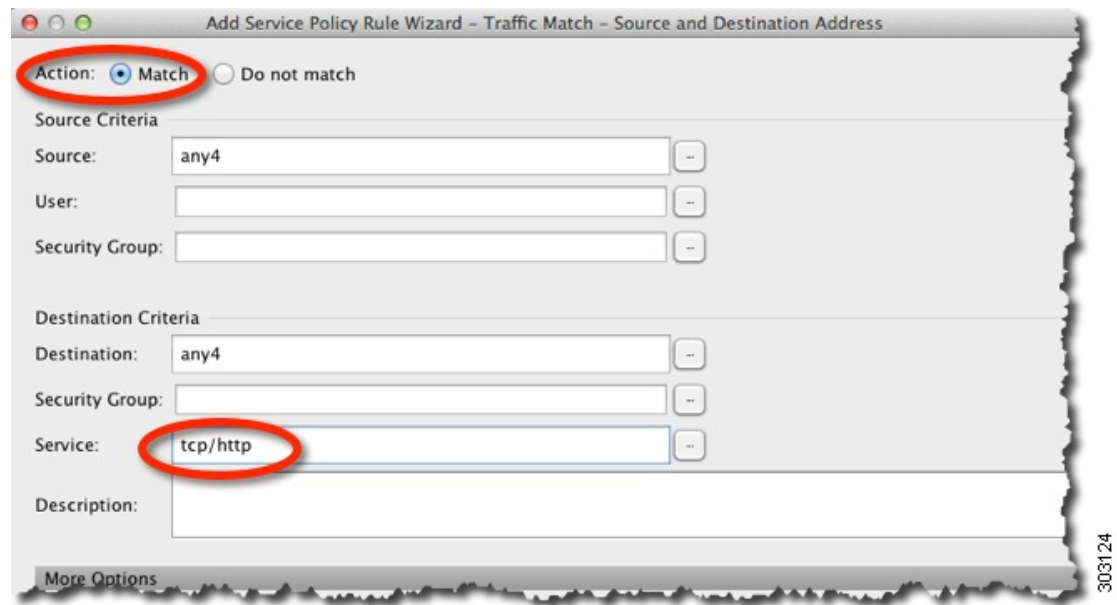 Add Service Policy Rule Wizard – Traffic Match – Source and Destination Address
Action: Match Do not match
Source Criteria
Source: any4 ...
User: ...
Security Group: ...
Destination Criteria
Destination: any4 ...
Security Group: ...
Service: tcp/http ...
Description:
More Options
303124